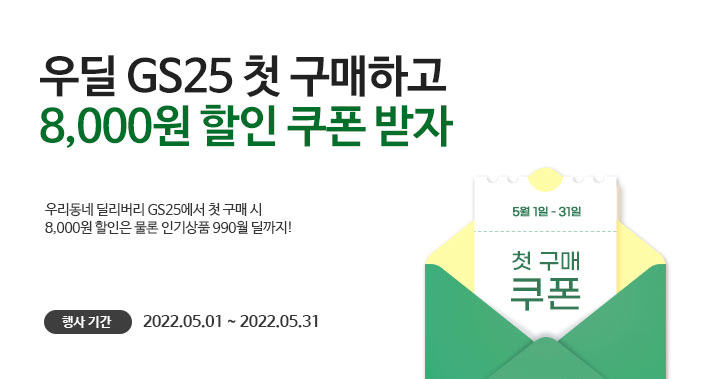 우딜 GS25 첫 구매하고
8,000원 할인 쿠폰 받자
우리동네 딜리버리 GS25에서 첫 구매 시
8,000원 할인은 물론 인기상품 990월 딜까지!
행사 기간
2022.05.01 ~ 2022.05.31
5월 1일 - 31일
첫 구매
쿠폰